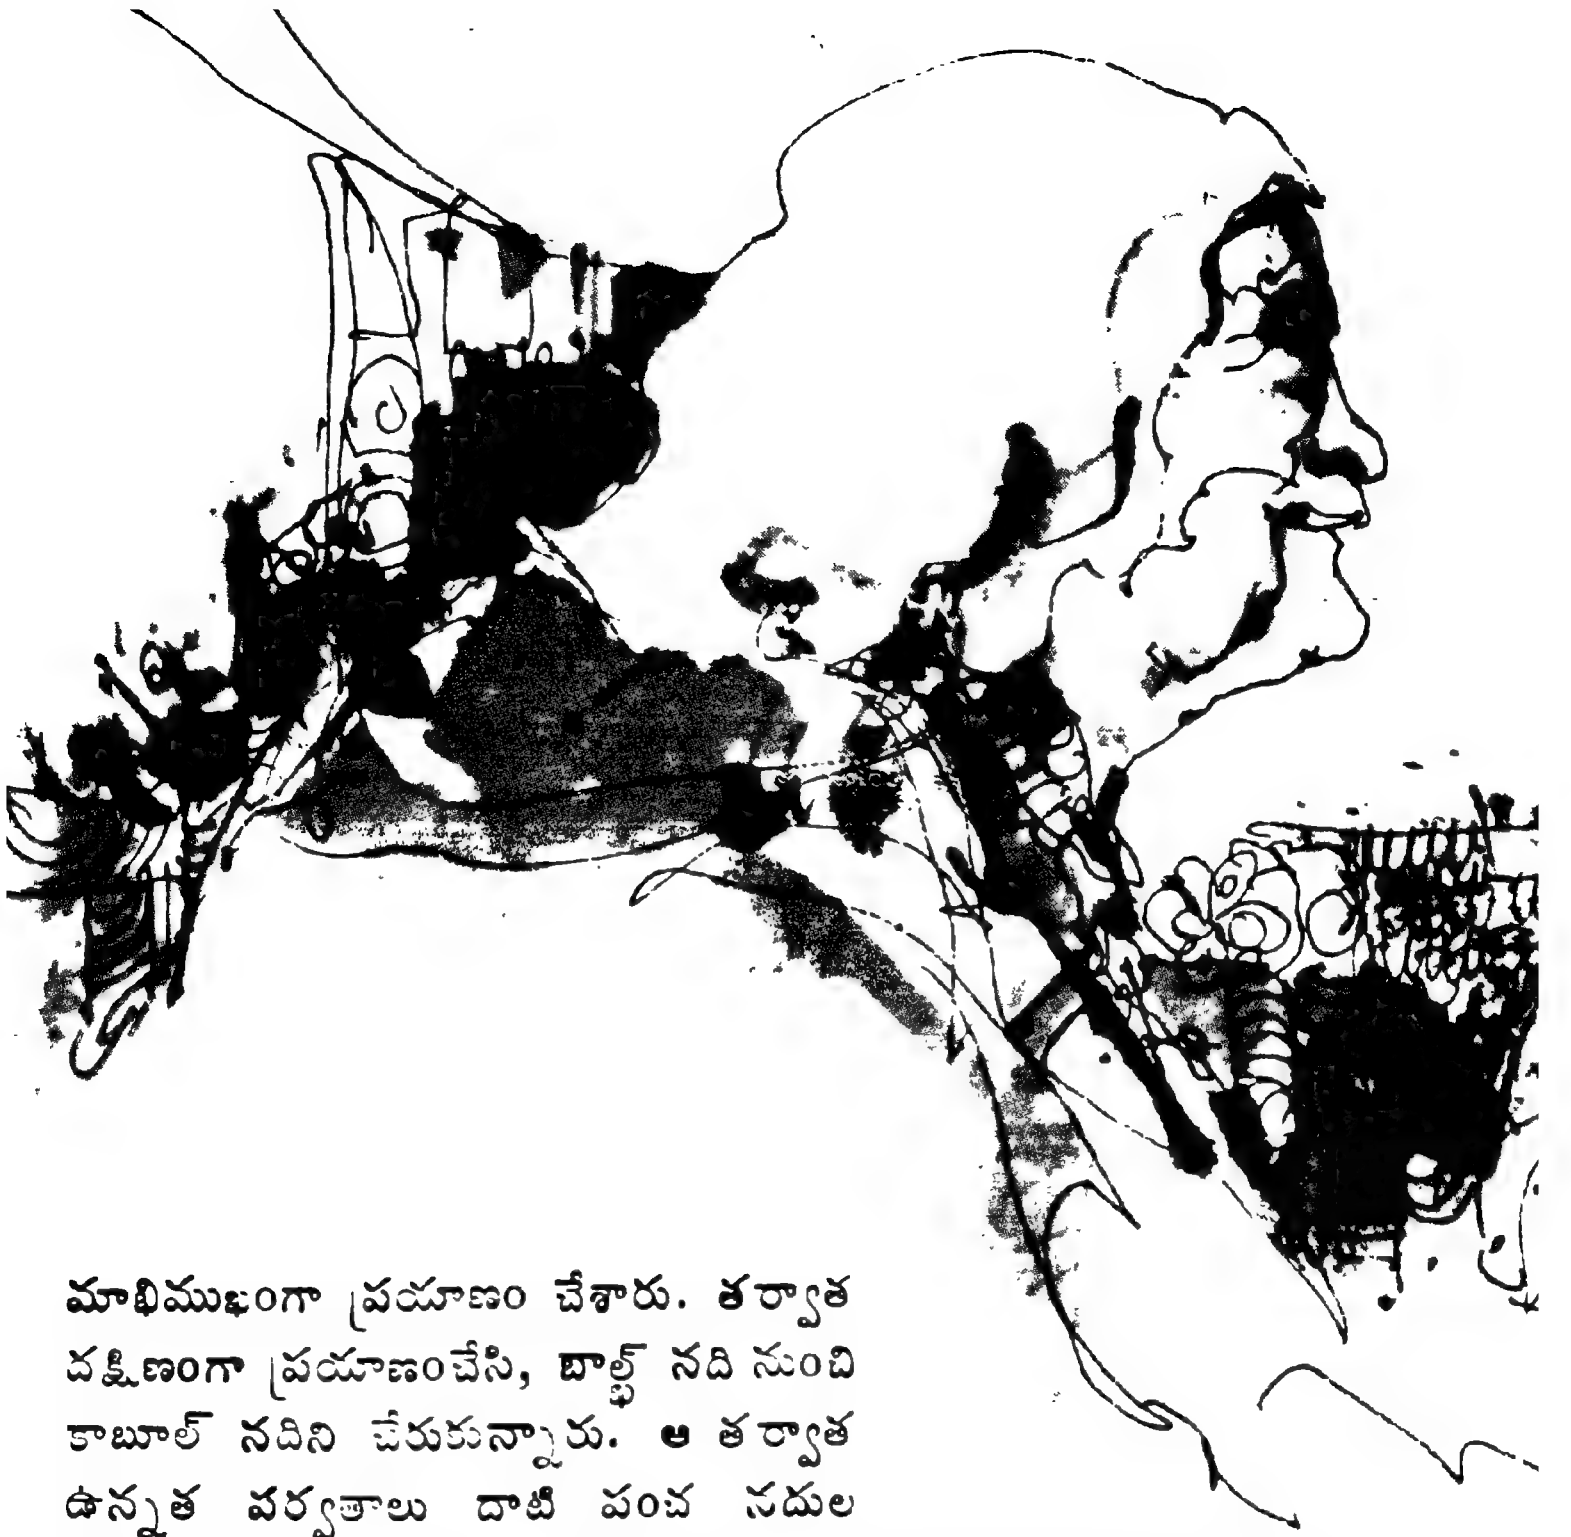 మాభిముఖంగా ప్రయాణం చేశారు. తర్వాత
దక్షిణంగా ప్రయాణంచేసి, బాల్ఖ్ నది నుంచి
కాబూల్ నదిని చేరుకున్నారు. ఆ తర్వాత
ఉన్నత పర్వతాలు దాటి పంచ నదుల